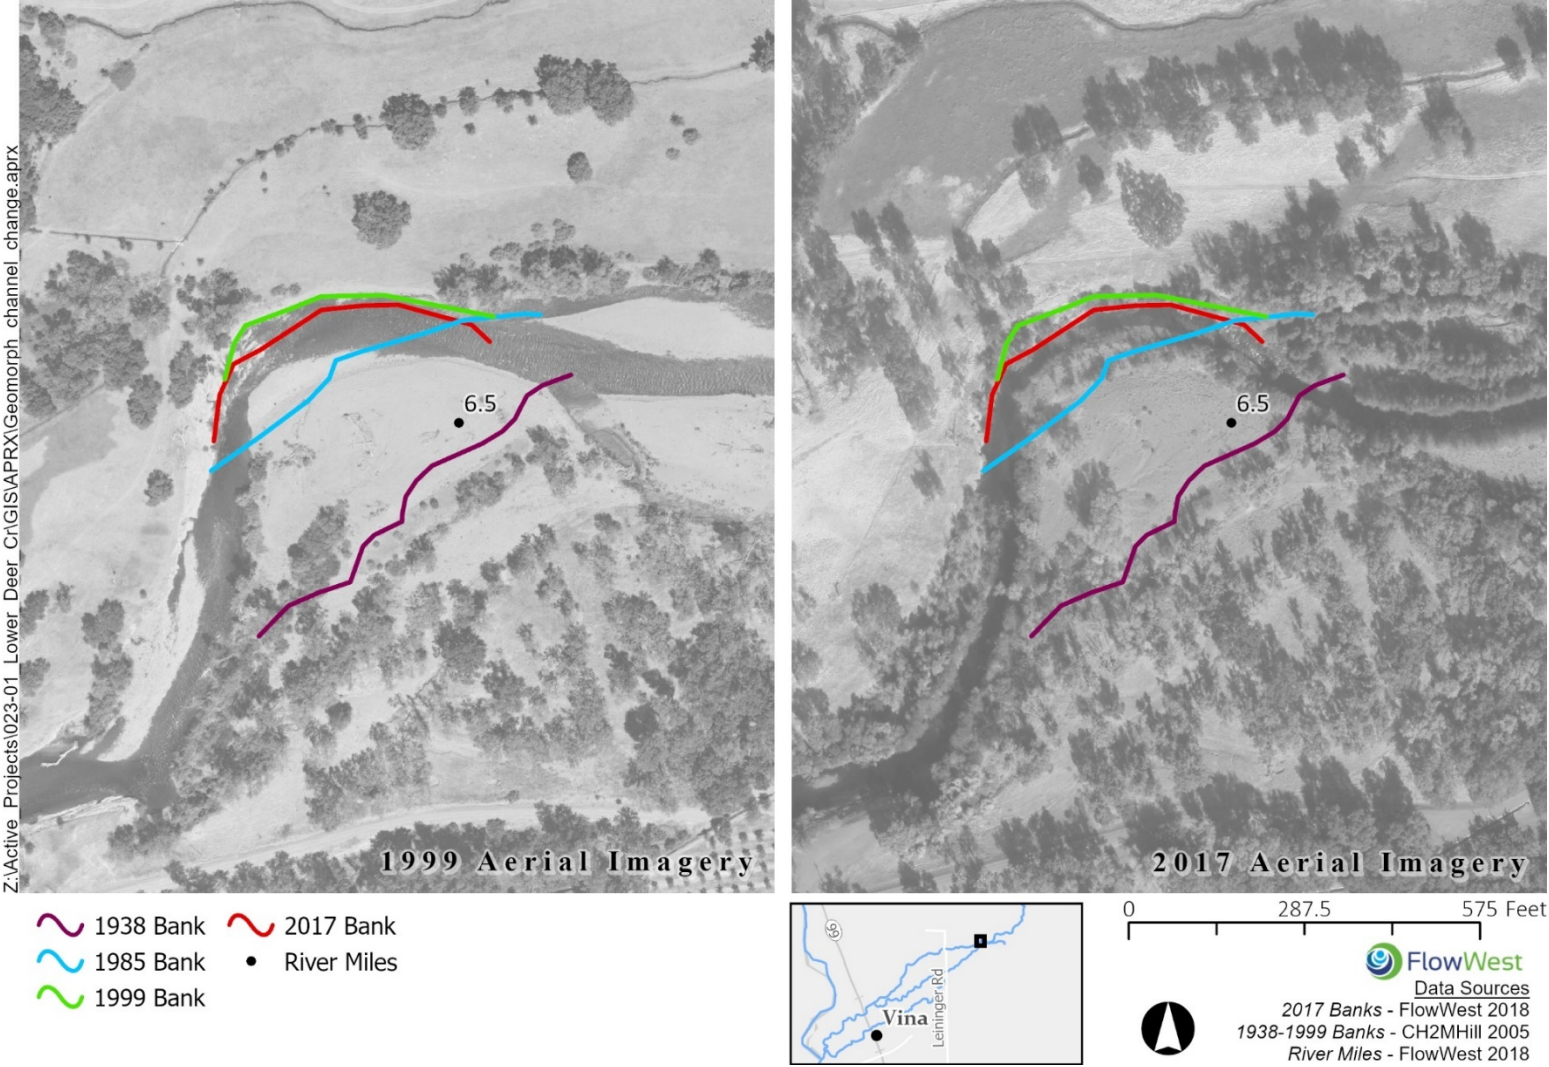 Z:\Active_Projects\023-01_Lower_Deer_Cr\GIS\APRX\Geomorph_channel_change.aprx
6.5
1999 Aerial Imagery
6.5
2017 Aerial Imagery
1938 Bank
1985 Bank
1999 Bank
2017 Bank
River Miles
99
Leininger Rd
Vina
0 287.5 575 Feet
FlowWest
Data Sources
2017 Banks - FlowWest 2018
1938-1999 Banks - CH2MHill 2005
River Miles - FlowWest 2018